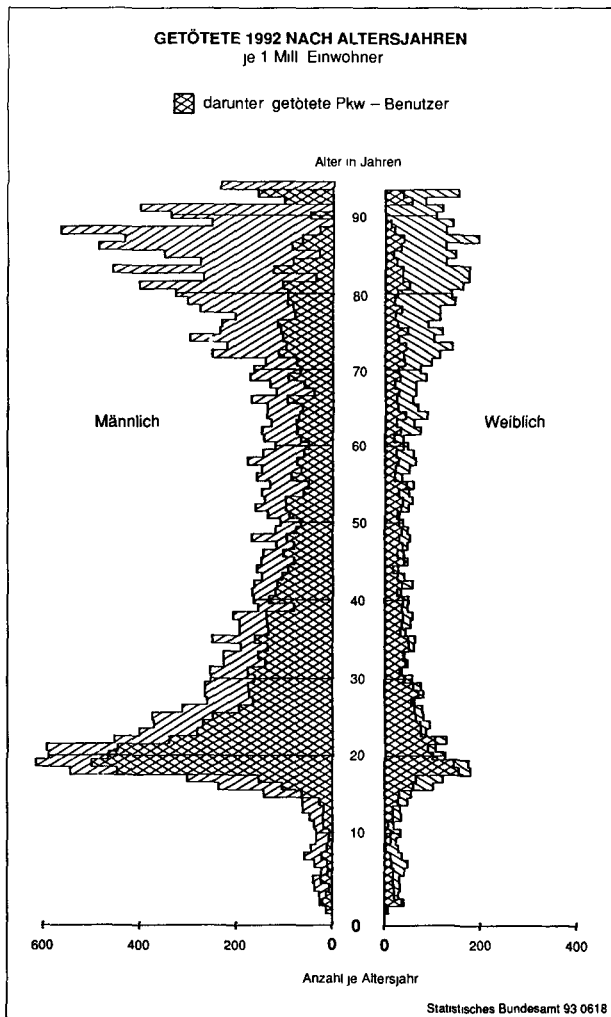 GETÖTETE 1992 NACH ALTERSJAHREN
je 1 Mill Einwohner
darunter getötete Pkw – Benutzer
Alter in Jahren
90
80
70
Männlich
Weiblich
60
50
40
30
20
10
0
600 400 200 0 0 200 400
Anzahl je Altersjahr
Statistisches Bundesamt 93 0618